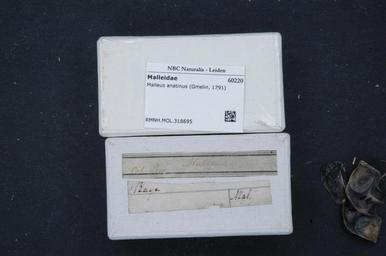 NBC Naturalis - Leiden
Malleidae
60220
Malleus anatinus (Gmelin, 1791)
RMNH.MOL.318695